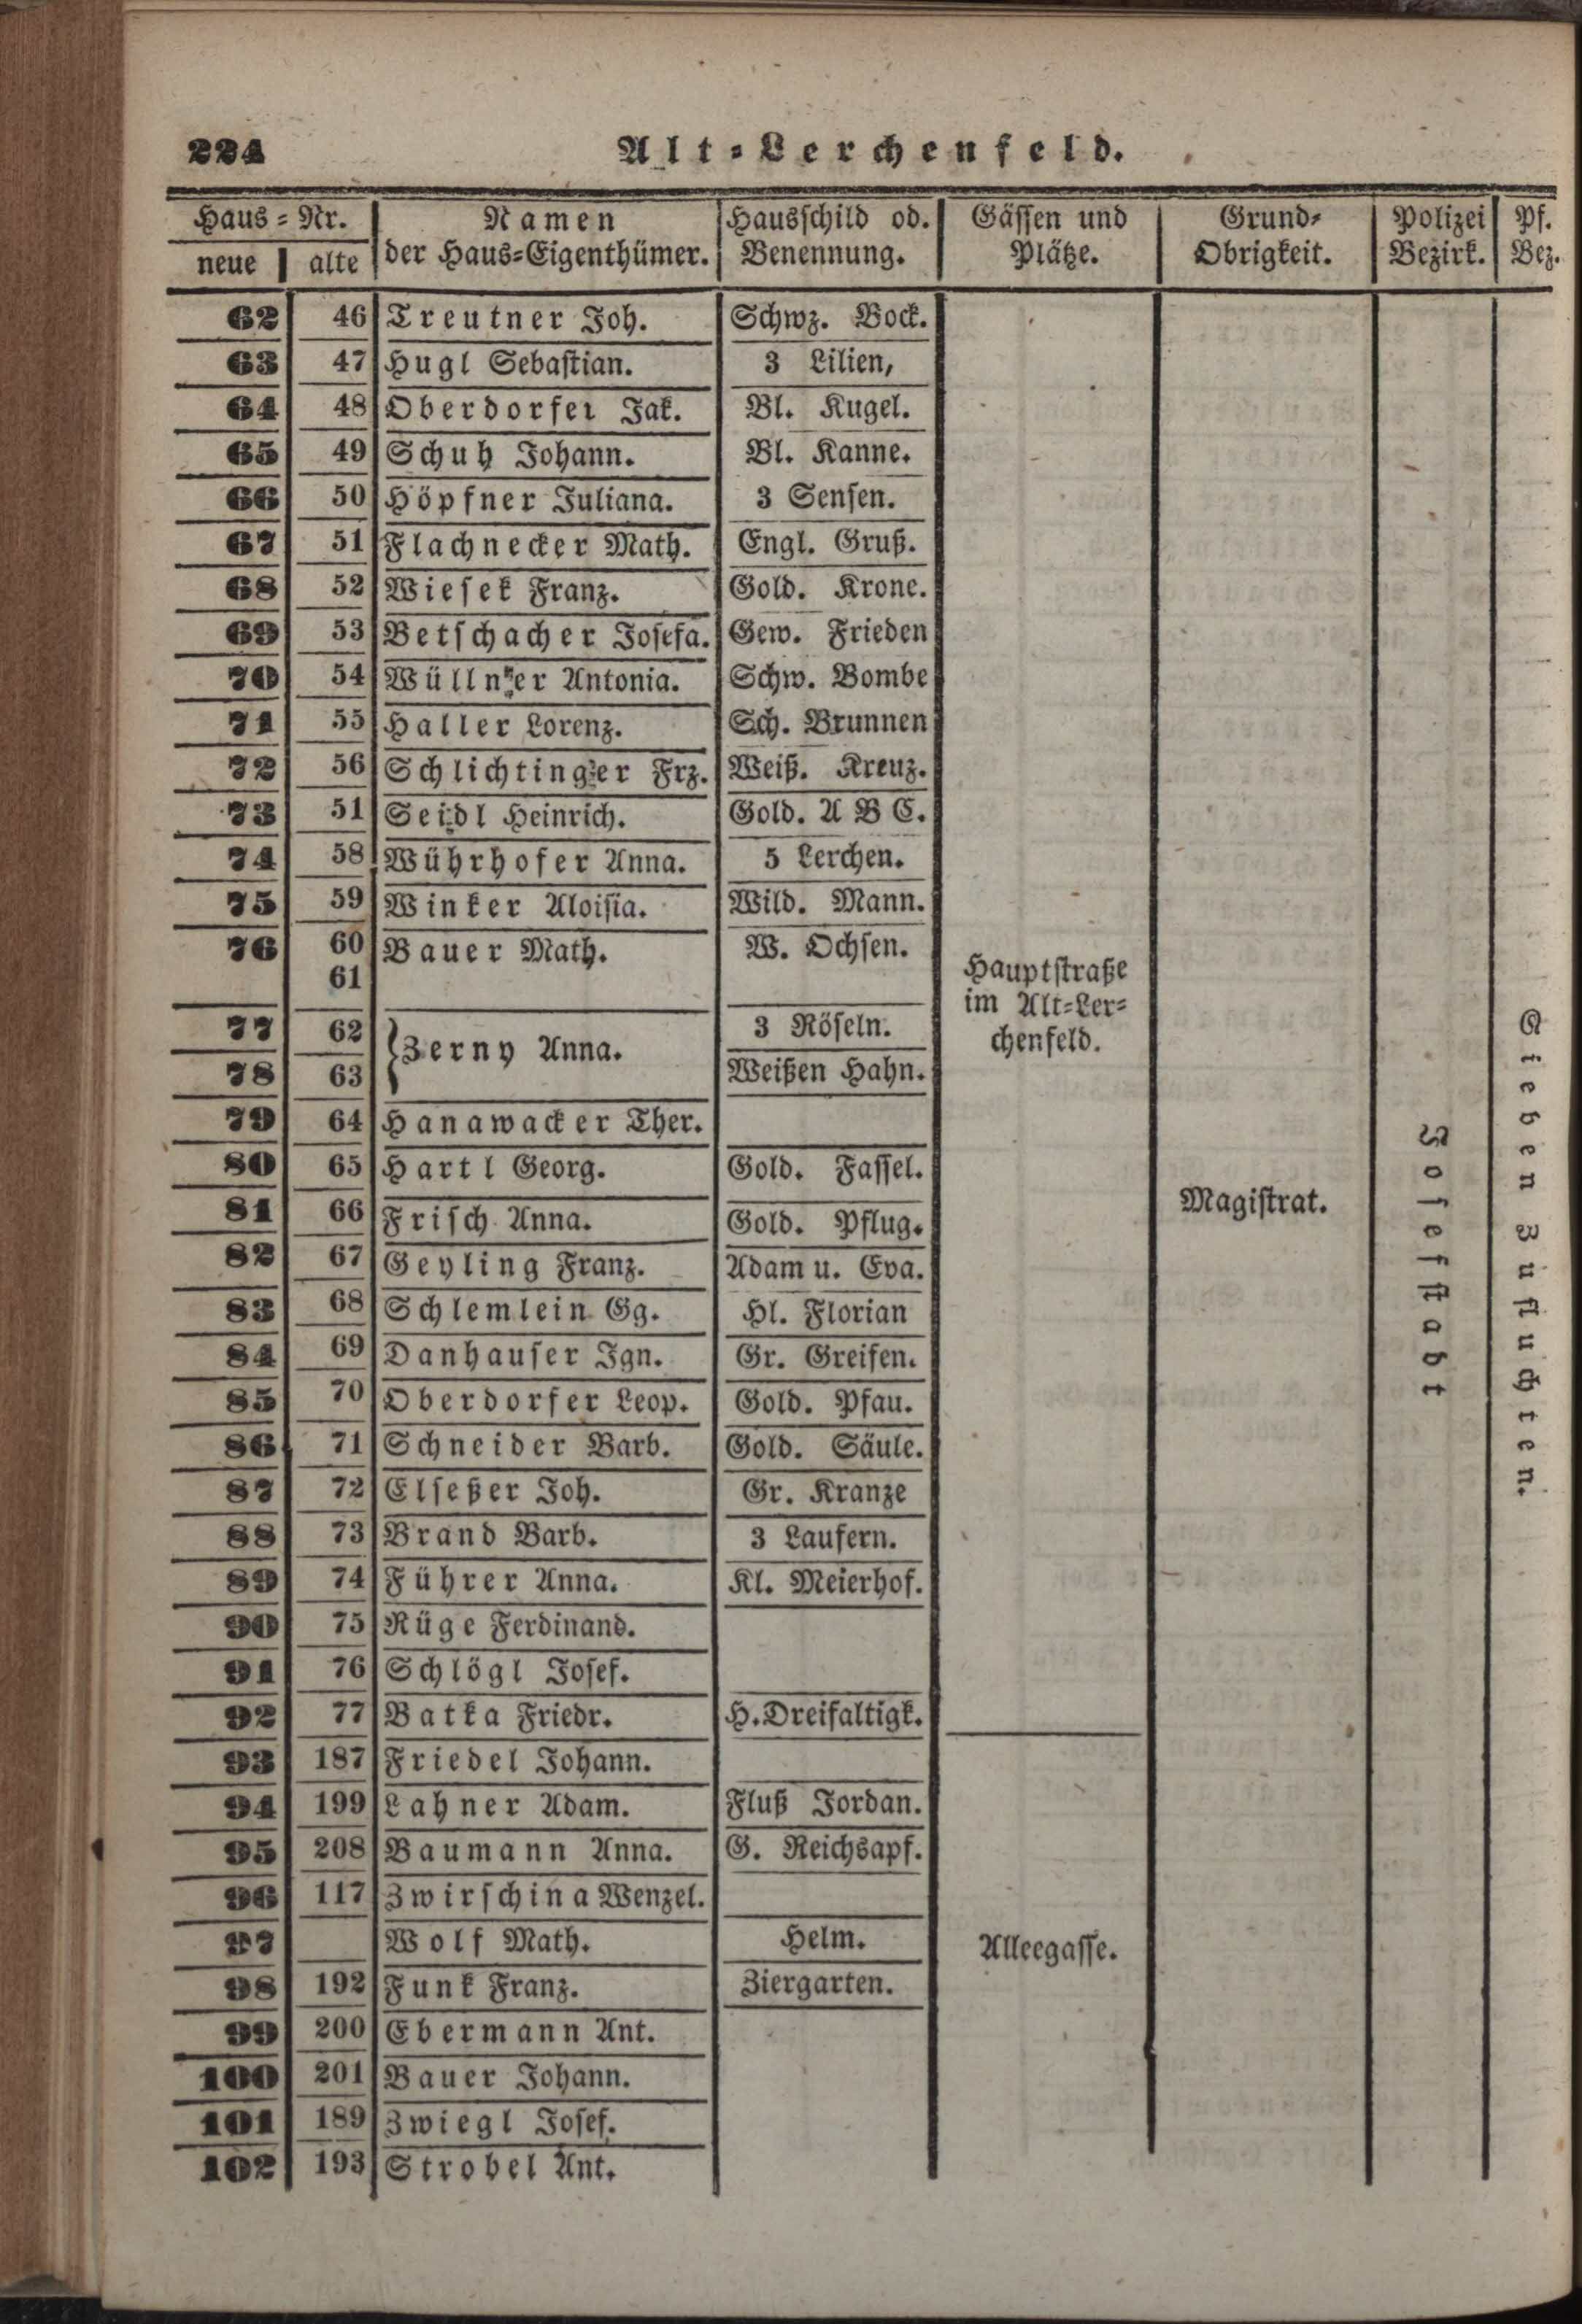 224
Alt-Lerchenfeld.
Haus-Nr. Namen Hausschild od. Gässen und Grund- Polizei Pf.
neue alte der Haus-Eigenthümer. Benennung. Plätze. Obrigkeit. Bezirk. Bez.
62 46 Treutner Joh. Schwz. Bock.
63 47 Hugl Sebastian. 3 Lilien,
64 48 Oberdorfer Jak. Bl. Kugel.
65 49 Schuh Johann. Bl. Kanne.
66 50 Höpfner Juliana. 3 Sensen.
67 51 Flachnecker Math. Engl. Gruß.
68 52 Wiesek Franz. Gold. Krone.
69 53 Betschacher Josefa. Gew. Frieden
70 54 Wüllner Antonia. Schw. Bombe
71 55 Haller Lorenz. Sch. Brunnen
72 56 Schlichtinger Frz. Weiß. Kreuz.
73 51 Seidl Heinrich. Gold. A B C.
74 58 Wührhofer Anna. 5 Lerchen.
75 59 Winker Aloisia. Wild. Mann.
76 60 Bauer Math. W. Ochsen.
61
Hauptstraße
im Alt-Ler-
chenfeld.
77 62 Zerny Anna. 3 Röseln.
78 63 Weißen Hahn.
79 64 Hanawacker Ther.
80 65 Hartl Georg. Gold. Fassel.
81 66 Frisch Anna. Gold. Pflug.
Magistrat.
Josefstadt
Sieben Zufluchten.
82 67 Geyling Franz. Adam u. Eva.
83 68 Schlemlein Gg. Hl. Florian
84 69 Danhauser Ign. Gr. Greifen.
85 70 Oberdorfer Leop. Gold. Pfau.
86 71 Schneider Barb. Gold. Säule.
87 72 Elseßer Joh. Gr. Kranze
88 73 Brand Barb. 3 Laufern.
89 74 Führer Anna. Kl. Meierhof.
90 75 Rüge Ferdinand.
91 76 Schlögl Josef.
92 77 Batka Friedr. H. Dreifaltigk.
93 187 Friedel Johann.
94 199 Lahner Adam. Fluß Jordan.
95 208 Baumann Anna. G. Reichsapf.
96 117 Zwirschina Wenzel.
97 Wolf Math. Helm. Alleegasse.
98 192 Funk Franz. Ziergarten.
99 200 Ebermann Ant.
100 201 Bauer Johann.
101 189 Zwiegl Josef.
102 193 Strobel Ant.